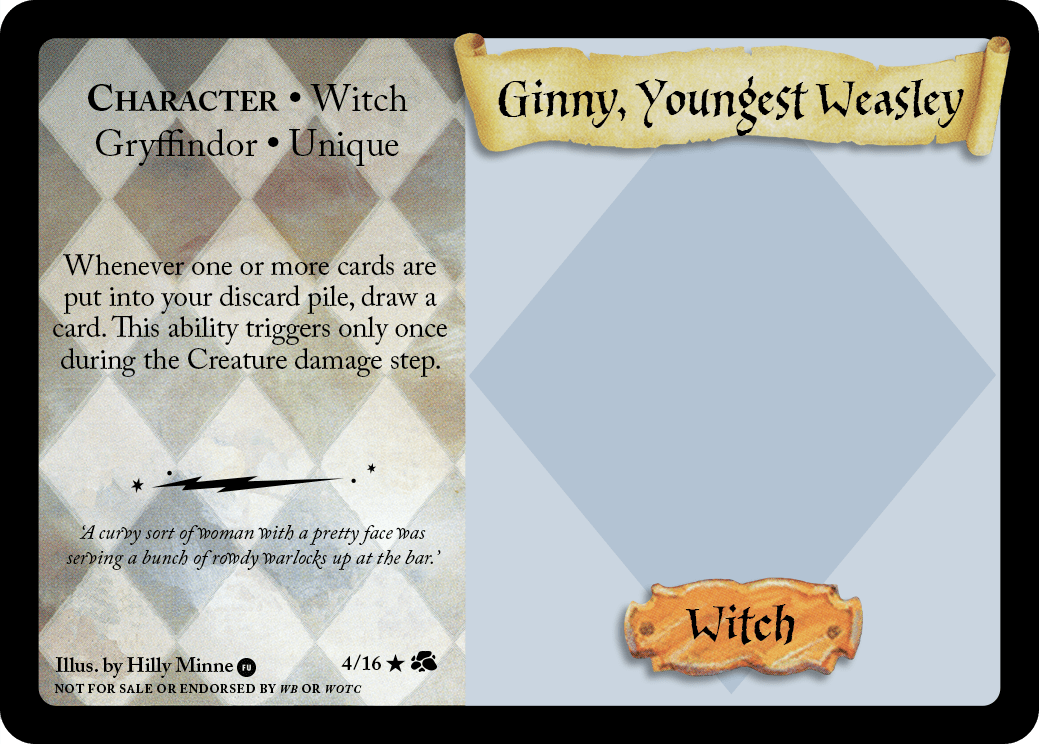 CHARACTER • Witch
Gryffindor • Unique
Whenever one or more cards are
put into your discard pile, draw a
card. This ability triggers only once
during the Creature damage step.
‘A curvy sort of woman with a pretty face was
serving a bunch of rowdy warlocks up at the bar.’
Illus. by Hilly Minne FU
4/16 ★
NOT FOR SALE OR ENDORSED BY WB OR WOTC
Ginny, Youngest Weasley
Witch